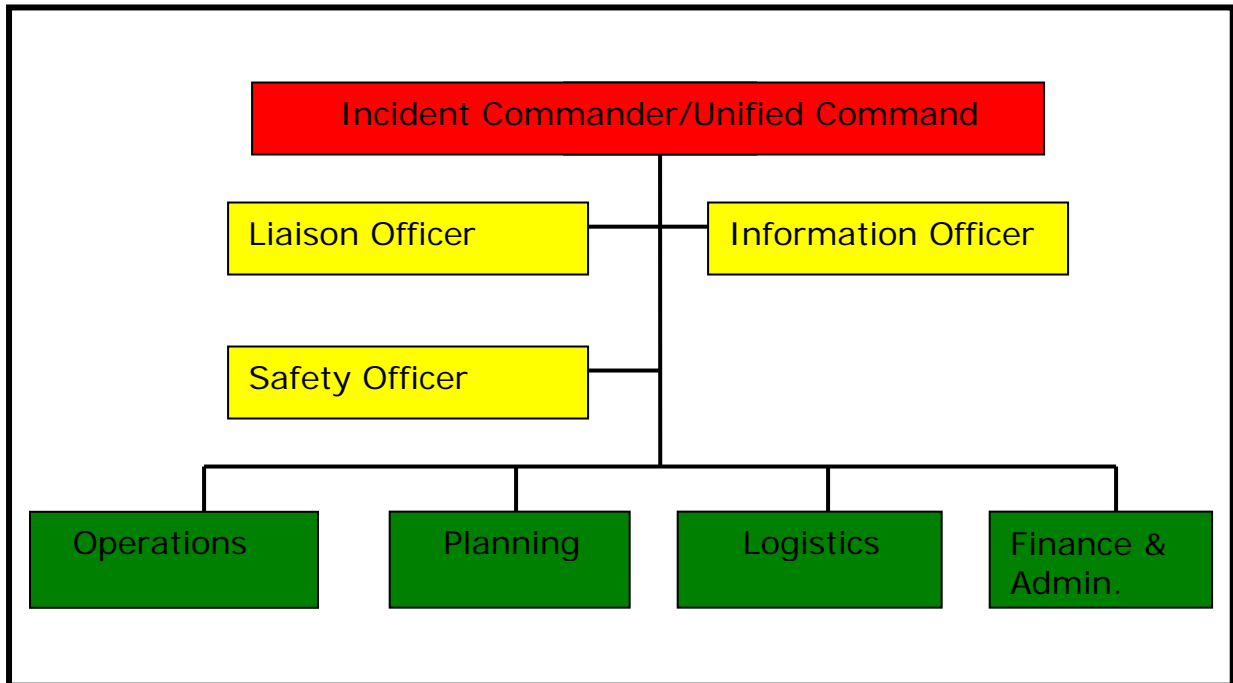 Incident Commander/Unified Command
Liaison Officer
Information Officer
Safety Officer
Operations
Planning
Logistics
Finance &
Admin.